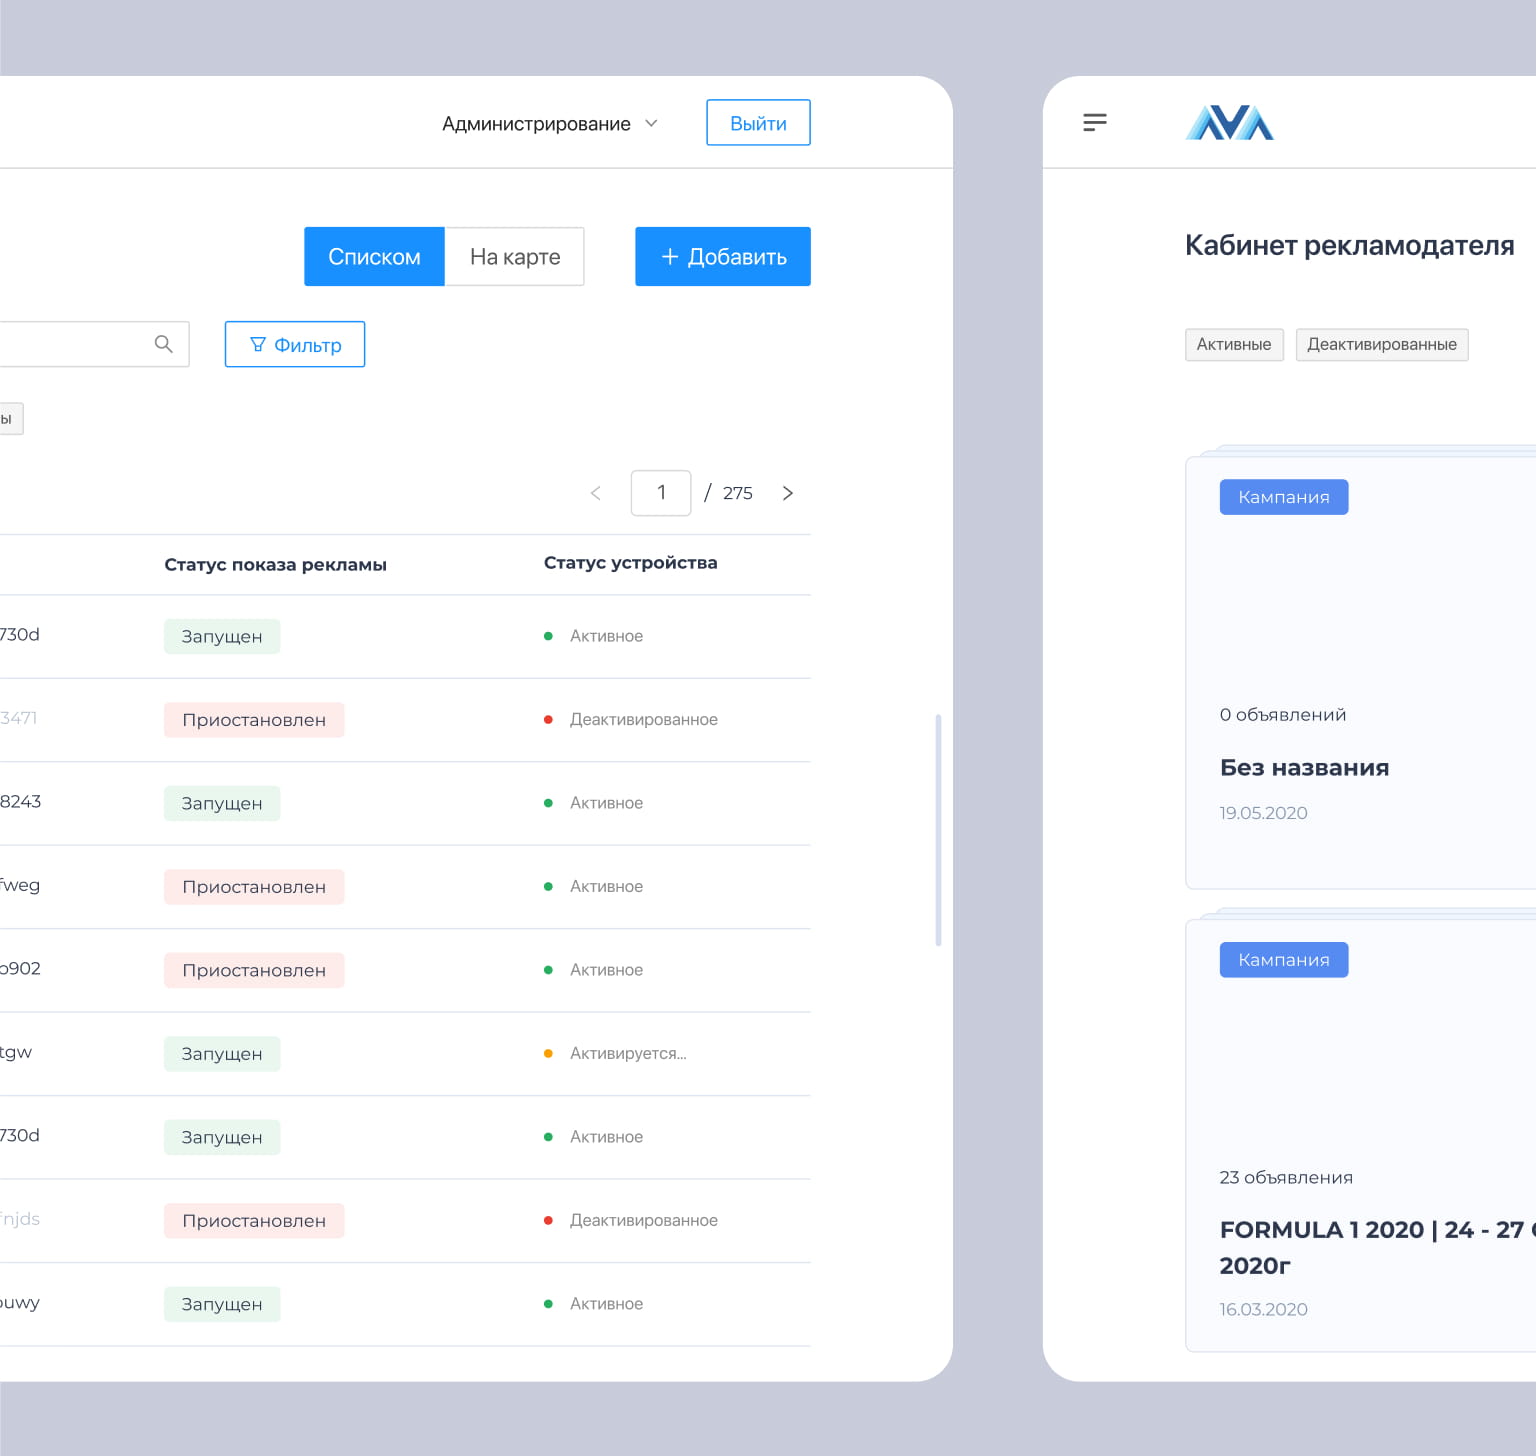 Администрирование
Выйти
Списком
На карте
+ Добавить
Фильтр
ы
1 / 275
Статус показа рекламы
Статус устройства
730d
Запущен
Активное
3471
Приостановлен
Деактивированное
8243
Запущен
Активное
fweg
Приостановлен
Активное
b902
Приостановлен
Активное
tgw
Запущен
Активируется...
730d
Запущен
Активное
fnjds
Приостановлен
Деактивированное
ouwy
Запущен
Активное
AVA
Кабинет рекламодателя
Активные
Деактивированные
Кампания
0 объявлений
Без названия
19.05.2020
Кампания
23 объявления
FORMULA 1 2020 | 24 - 27
2020г
16.03.2020